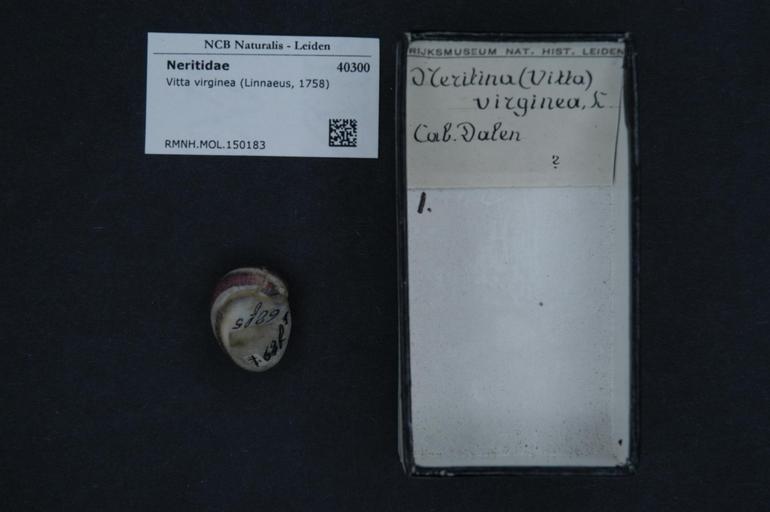 NCB Naturalis - Leiden
Neritidae 40300
Vitta virginea (Linnaeus, 1758)
RMNH.MOL.150183
RIJKSMUSEUM NAT. HIST. LEIDEN
Neritina (Vitta)
virginea, L.
Cab. Dalen
?
1.